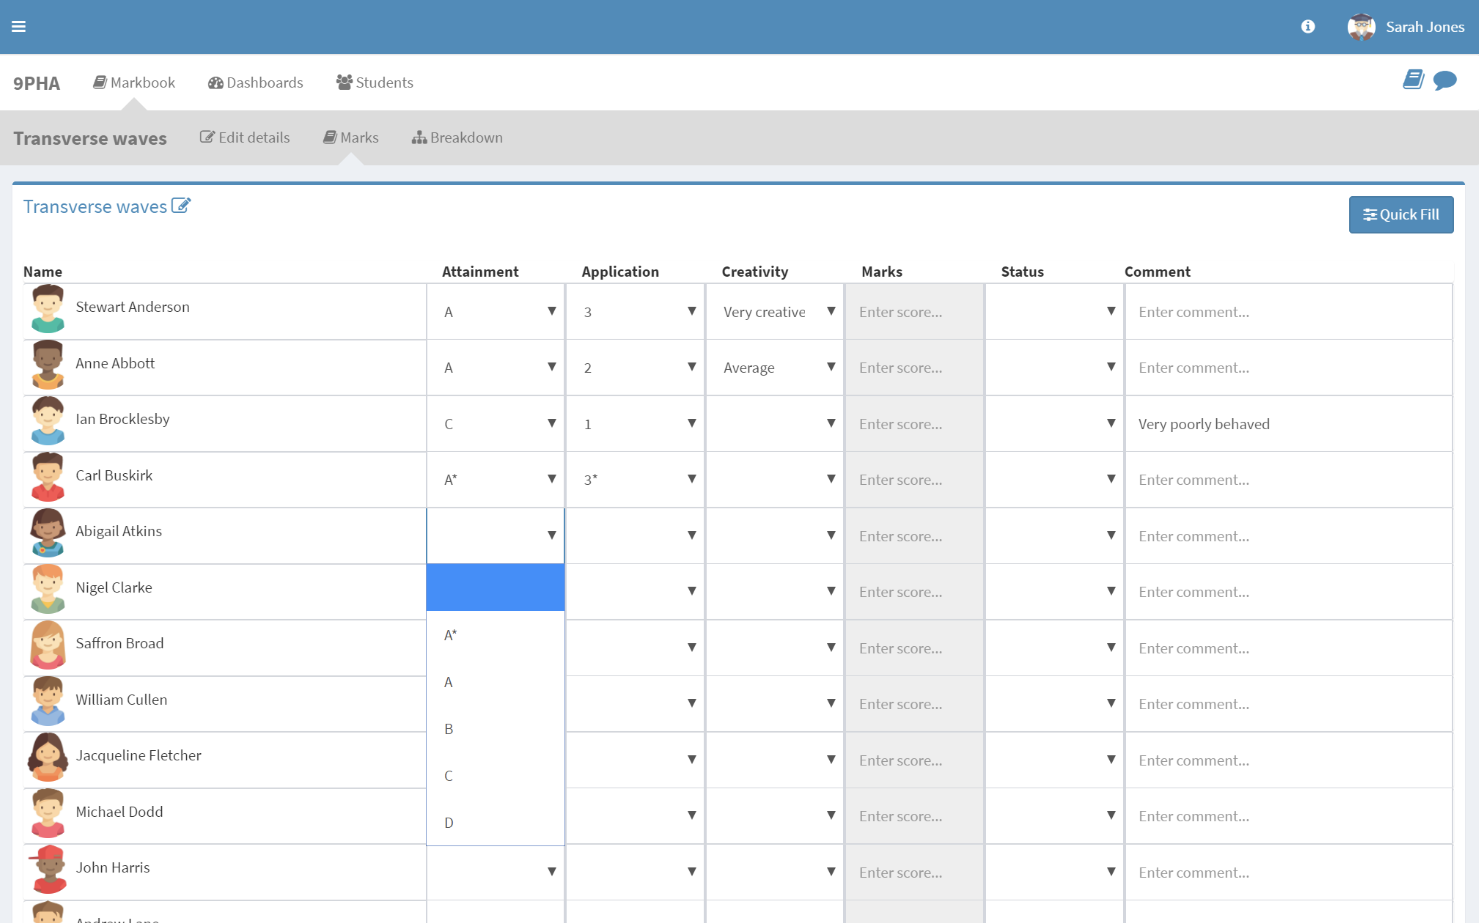 Sarah Jones
9PHA Markbook Dashboards Students
Transverse waves Edit details Marks Breakdown
Transverse waves
Quick Fill
Name Attainment Application Creativity Marks Status Comment
Stewart Anderson A 3 Very creative Enter score... Enter comment...
Anne Abbott A 2 Average Enter score... Enter comment...
Ian Brocklesby C 1 Enter score... Very poorly behaved
Carl Buskirk A* 3* Enter score... Enter comment...
Abigail Atkins Enter score... Enter comment...
Nigel Clarke Enter score... Enter comment...
Saffron Broad A* Enter score... Enter comment...
William Cullen A Enter score... Enter comment...
Jacqueline Fletcher B Enter score... Enter comment...
Michael Dodd C Enter score... Enter comment...
D
John Harris Enter score... Enter comment...